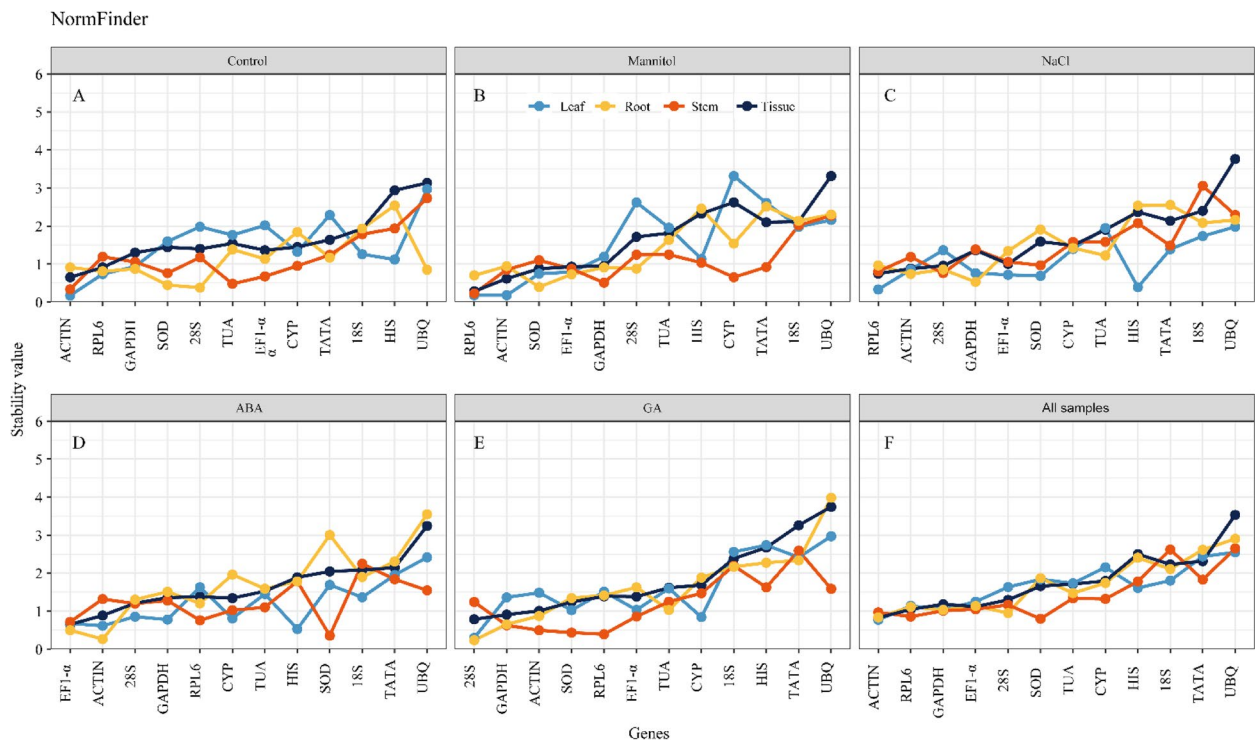 NormFinder
Control
Mannitol
NaCl
A
B
C
Leaf Root Stem Tissue
6
5
4
3
2
1
0
ACTIN
RPL6
GAPDH
SOD
28S
TUA
EF1-α
α
CYP
TATA
18S
HIS
UBQ
RPL6
ACTIN
SOD
EF1-α
GAPDH
28S
TUA
HIS
CYP
TATA
18S
UBQ
RPL6
ACTIN
28S
GAPDH
EF1-α
SOD
CYP
TUA
HIS
TATA
18S
UBQ
Stability value
ABA
GA
All samples
D
E
F
6
5
4
3
2
1
0
EF1-α
ACTIN
28S
GAPDH
RPL6
CYP
TUA
HIS
SOD
18S
TATA
UBQ
28S
GAPDH
ACTIN
SOD
RPL6
EF1-α
TUA
CYP
18S
HIS
TATA
UBQ
ACTIN
RPL6
GAPDH
EF1-α
28S
SOD
TUA
CYP
HIS
18S
TATA
UBQ
Genes